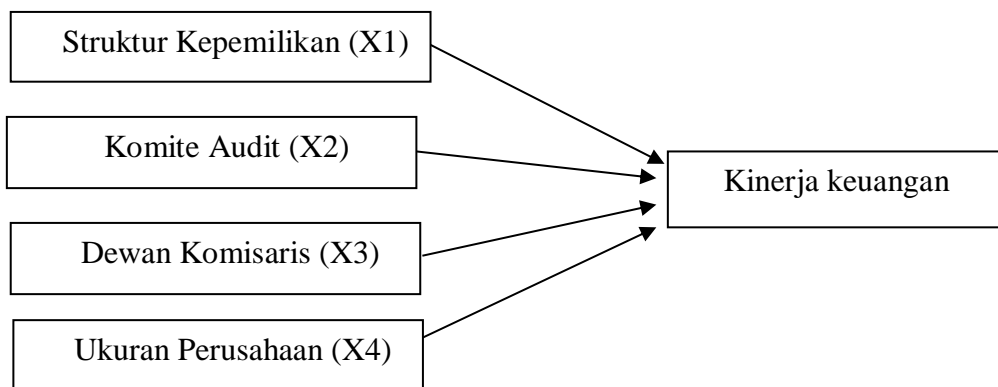 Struktur Kepemilikan (X1)
Komite Audit (X2)
Kinerja keuangan
Dewan Komisaris (X3)
Ukuran Perusahaan (X4)